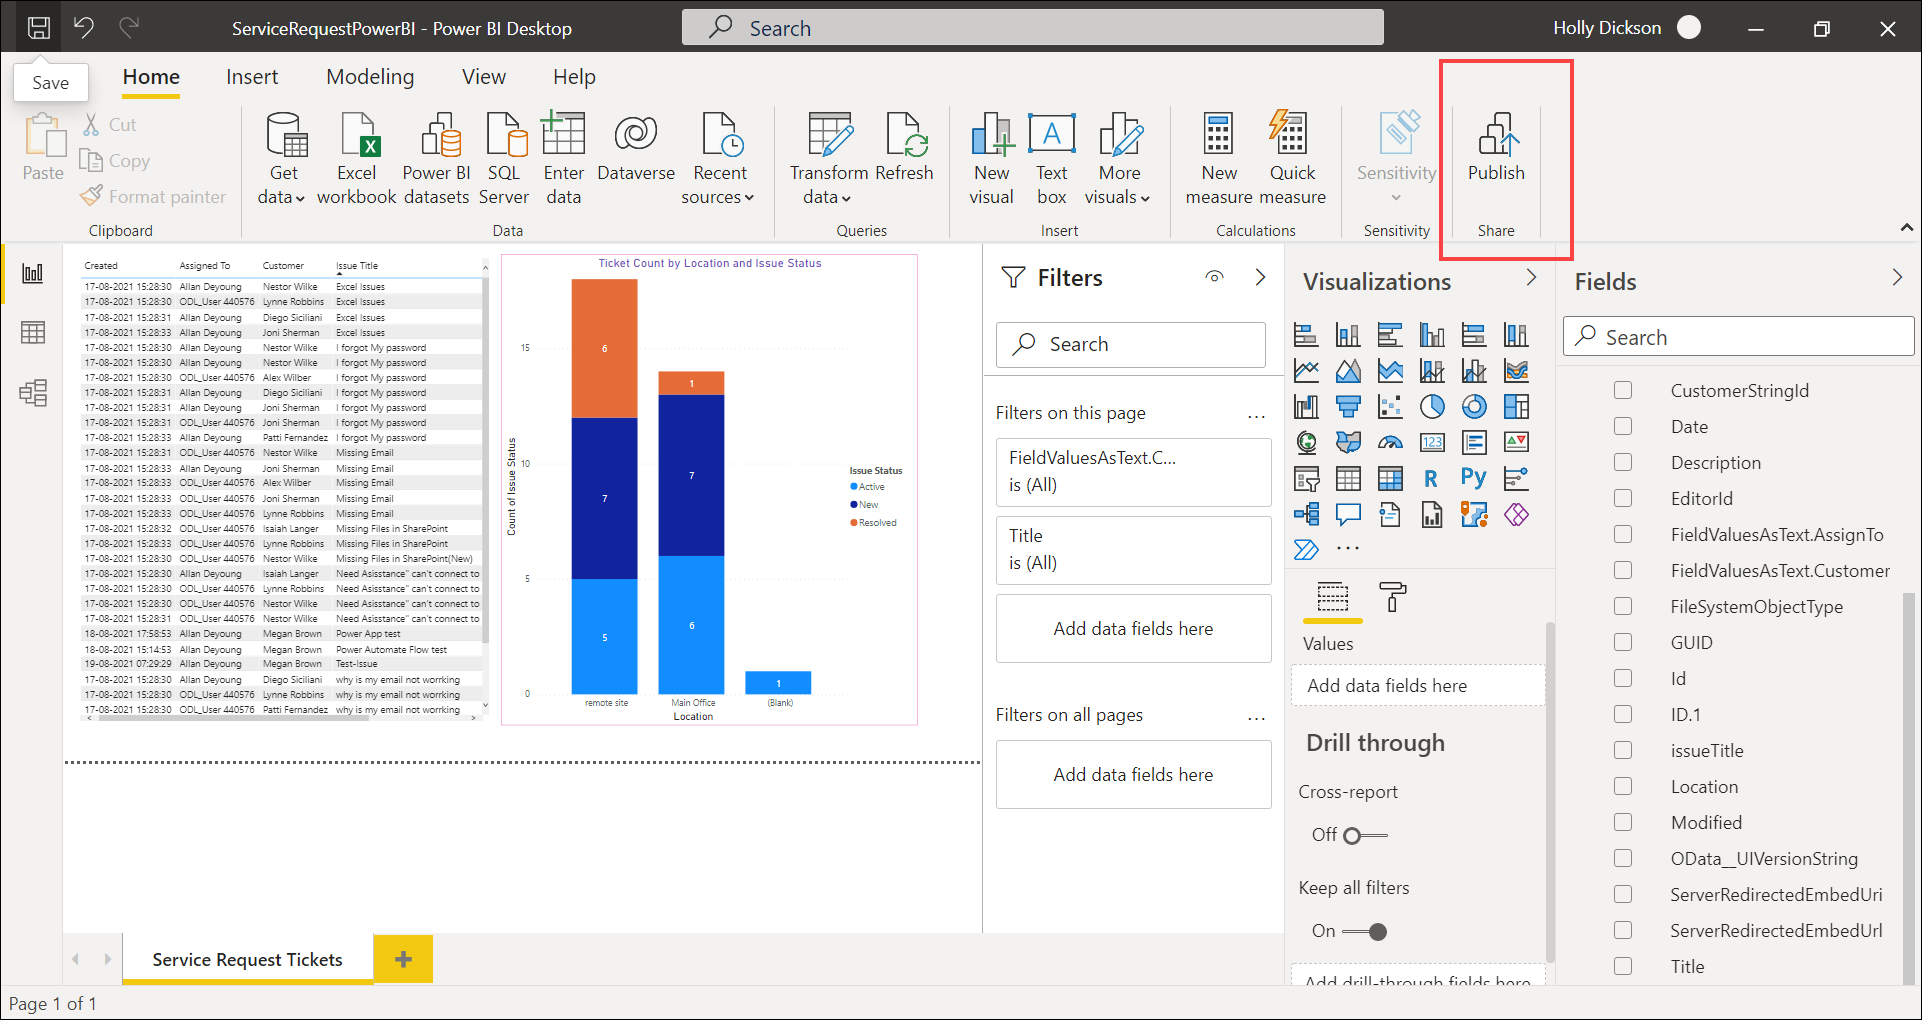 ServiceRequestPowerBI - Power BI Desktop
Search
Holly Dickson
Save
Home Insert Modeling View Help
Paste
Cut
Copy
Format painter
Clipboard
Get data
Excel workbook
Power BI datasets
SQL Server
Enter data
Dataverse
Recent sources
Data
Transform data
Refresh
Queries
New visual
Text box
More visuals
Insert
New measure
Quick measure
Calculations
Sensitivity
Sensitivity
Publish
Share
Created Assigned To Customer Issue Title
17-08-2021 15:28:30 Allan Deyoung Nestor Wilke Excel Issues
17-08-2021 15:28:30 ODL_User 440576 Lynne Robbins Excel Issues
17-08-2021 15:28:31 Allan Deyoung Diego Siciliani Excel Issues
17-08-2021 15:28:33 Allan Deyoung Joni Sherman Excel Issues
17-08-2021 15:28:30 Allan Deyoung Nestor Wilke I forgot My password
17-08-2021 15:28:30 Allan Deyoung Nestor Wilke I forgot My password
17-08-2021 15:28:30 ODL_User 440576 Alex Wilber I forgot My password
17-08-2021 15:28:31 Allan Deyoung Diego Siciliani I forgot My password
17-08-2021 15:28:31 Allan Deyoung Joni Sherman I forgot My password
17-08-2021 15:28:31 ODL_User 440576 Joni Sherman I forgot My password
17-08-2021 15:28:33 Allan Deyoung Patti Fernandez I forgot My password
17-08-2021 15:28:31 ODL_User 440576 Nestor Wilke Missing Email
17-08-2021 15:28:33 Allan Deyoung Joni Sherman Missing Email
17-08-2021 15:28:33 ODL_User 440576 Alex Wilber Missing Email
17-08-2021 15:28:33 ODL_User 440576 Joni Sherman Missing Email
17-08-2021 15:28:33 ODL_User 440576 Lynne Robbins Missing Email
17-08-2021 15:28:32 ODL_User 440576 Isaiah Langer Missing Files in SharePoint
17-08-2021 15:28:33 ODL_User 440576 Lynne Robbins Missing Files in SharePoint
17-08-2021 15:28:30 ODL_User 440576 Nestor Wilke Missing Files in SharePoint(New)
17-08-2021 15:28:30 Allan Deyoung Isaiah Langer Need Asisstance" can't connect to
17-08-2021 15:28:30 ODL_User 440576 Lynne Robbins Need Asisstance" can't connect to
17-08-2021 15:28:30 ODL_User 440576 Nestor Wilke Need Asisstance" can't connect to
17-08-2021 15:28:31 ODL_User 440576 Nestor Wilke Need Asisstance" can't connect to
18-08-2021 17:58:53 Allan Deyoung Megan Brown Power App test
18-08-2021 15:14:53 Allan Deyoung Megan Brown Power Automate Flow test
19-08-2021 07:29:29 Allan Deyoung Megan Brown Test-Issue
17-08-2021 15:28:30 Allan Deyoung Diego Siciliani why is my email not worrking
17-08-2021 15:28:30 ODL_User 440576 Lynne Robbins why is my email not worrking
17-08-2021 15:28:30 ODL_User 440576 Patti Fernandez why is my email not worrking
Ticket Count by Location and Issue Status
Count of Issue Status
15
10
5
0
6
7
5
1
7
6
1
remote site Main Office (Blank)
Location
Issue Status
Active
New
Resolved
Filters
Search
Filters on this page ...
FieldValuesAsText.C...
is (All)
Title
is (All)
Add data fields here
Filters on all pages ...
Add data fields here
Visualizations
123
R
Py
...
Values
Add data fields here
Drill through
Cross-report
Off
Keep all filters
On
Add drill-through fields here
Fields
Search
CustomerStringId
Date
Description
EditorId
FieldValuesAsText.AssignTo
FieldValuesAsText.Customer
FileSystemObjectType
GUID
Id
ID.1
issueTitle
Location
Modified
OData__UIVersionString
ServerRedirectedEmbedUri
ServerRedirectedEmbedUrl
Title
Service Request Tickets
Page 1 of 1